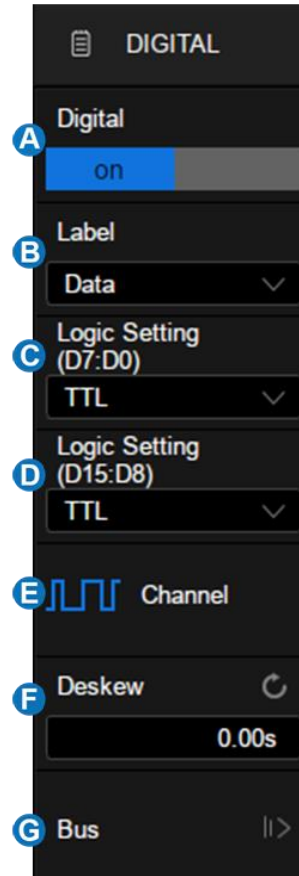 DIGITAL
Digital
A
on
Label
B
Data
Logic Setting
C
(D7:D0)
TTL
Logic Setting
D
(D15:D8)
TTL
E
Channel
Deskew
F
0.00s
G
Bus